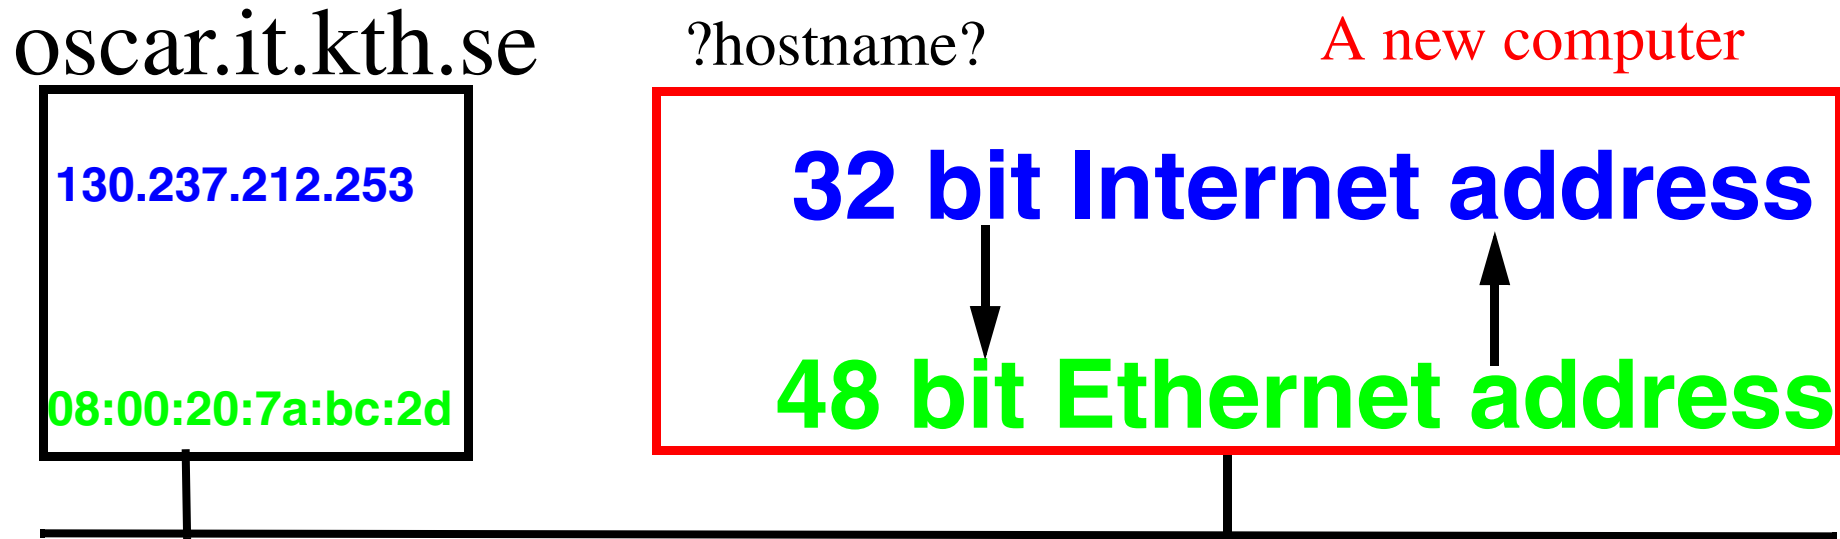 oscar.it.kth.se
?hostname?
A new computer
130.237.212.253
08:00:20:7a:bc:2d
32 bit Internet address
48 bit Ethernet address